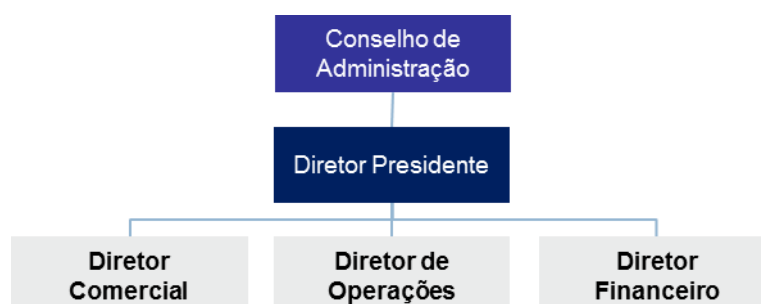 Conselho de
Administração
Diretor Presidente
Diretor
Comercial
Diretor de
Operações
Diretor
Financeiro